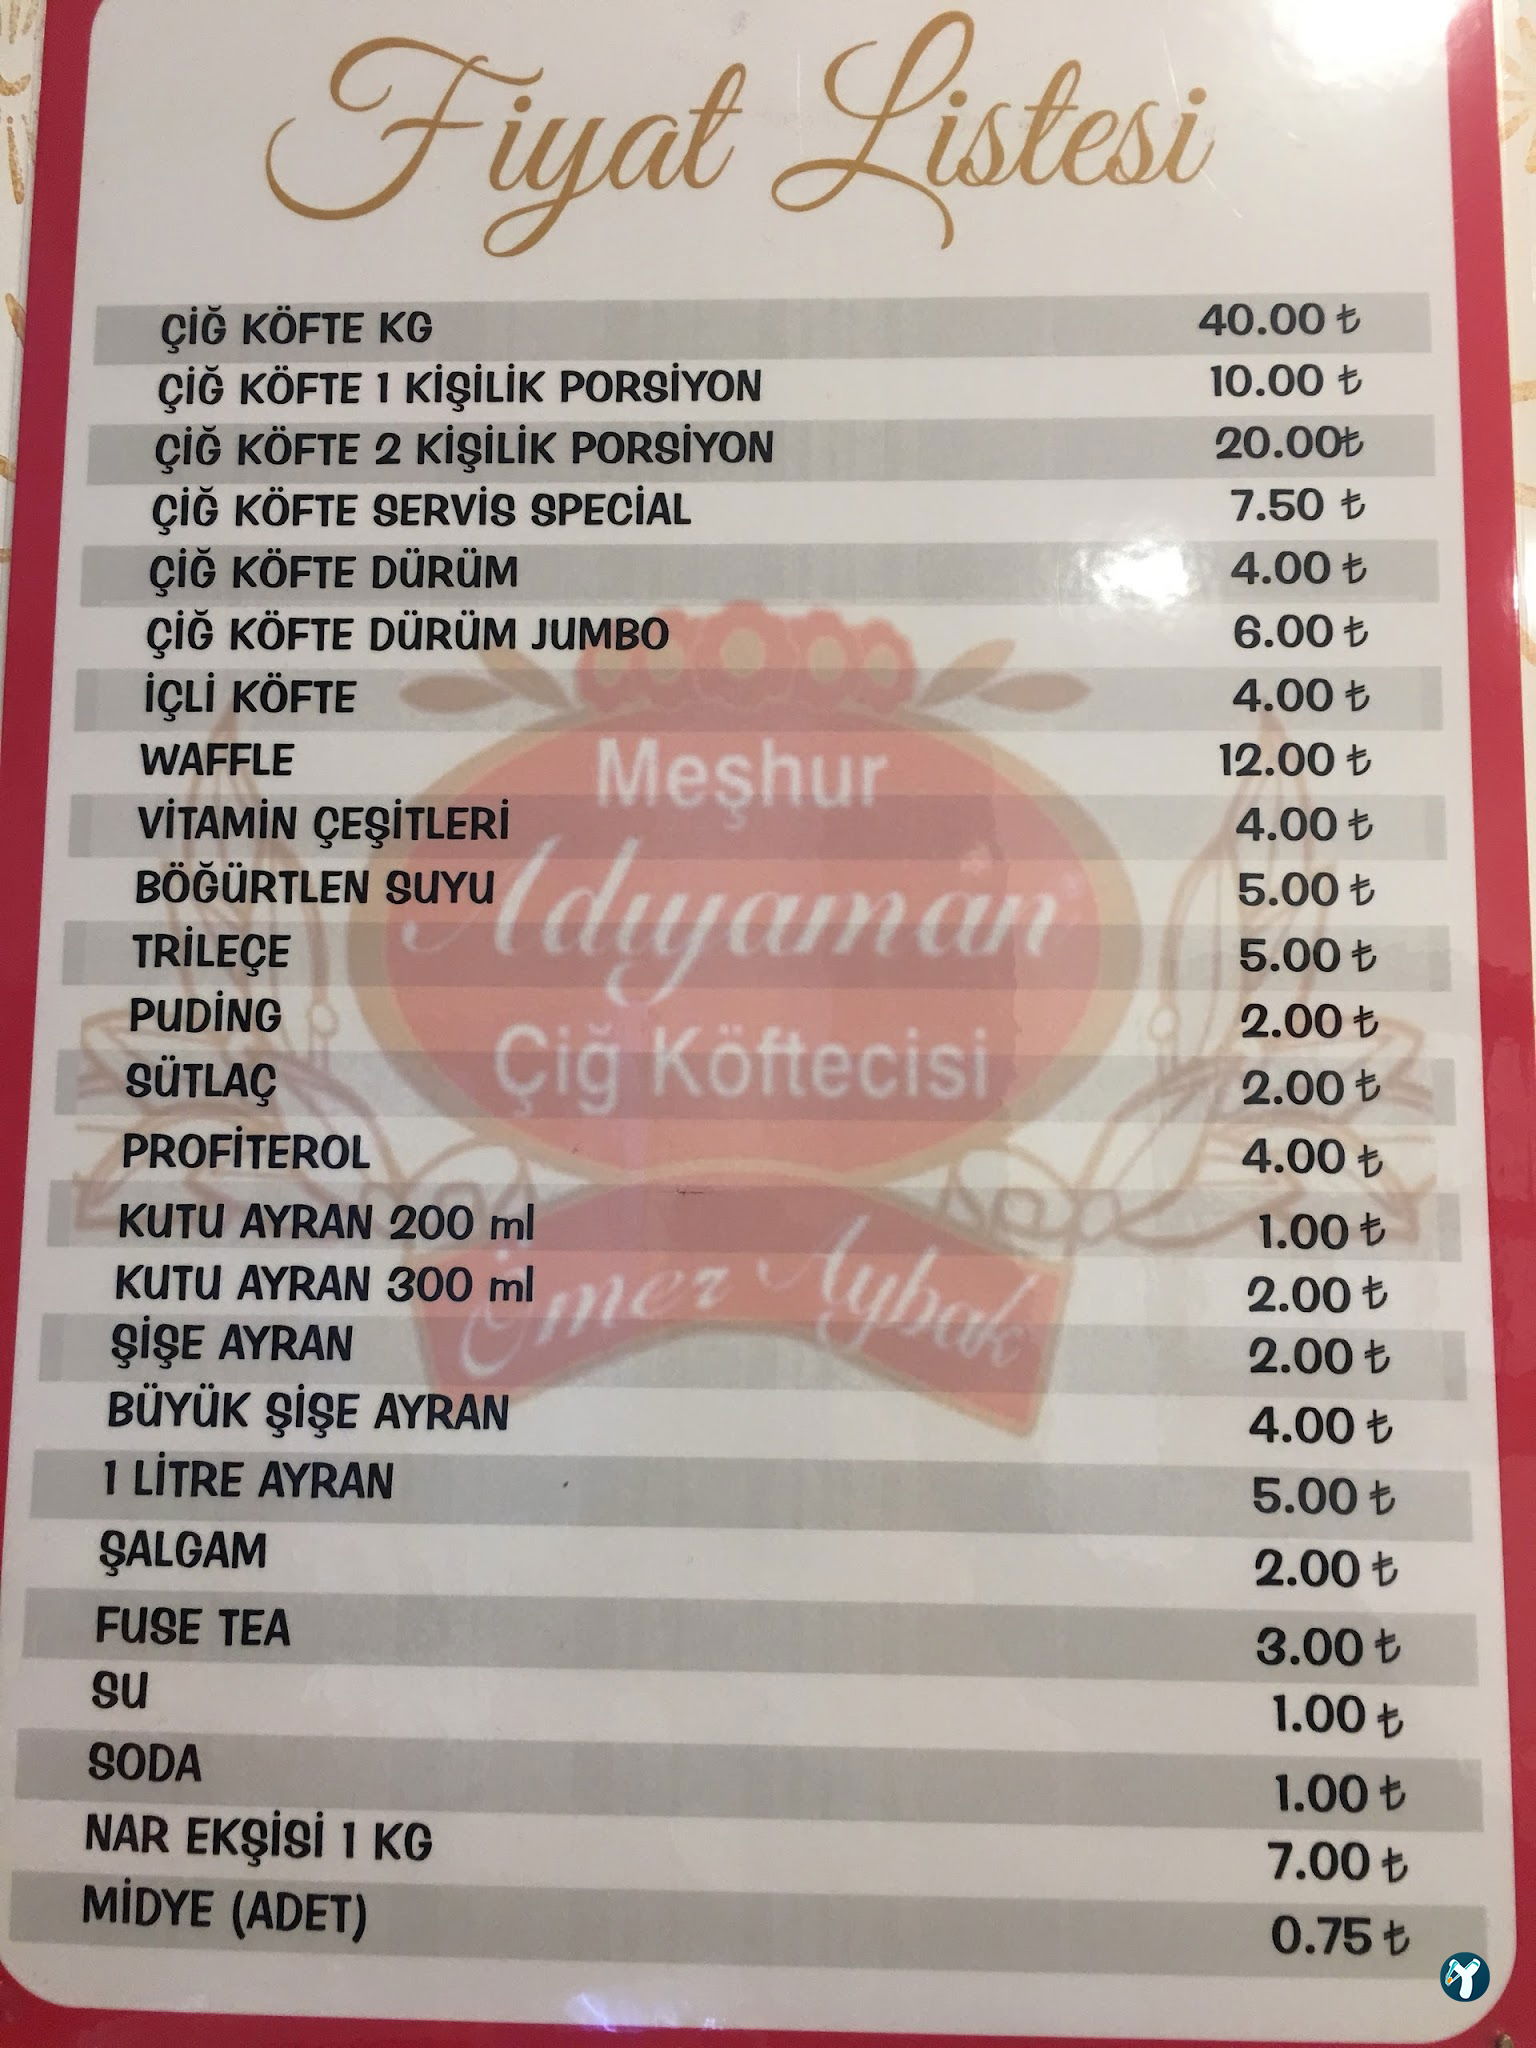 Fiyat Listesi
ÇİĞ KÖFTE KG 40.00 ₺
ÇİĞ KÖFTE 1 KİŞİLİK PORSİYON 10.00 ₺
ÇİĞ KÖFTE 2 KİŞİLİK PORSİYON 20.00₺
ÇİĞ KÖFTE SERVİS SPECİAL 7.50 ₺
ÇİĞ KÖFTE DÜRÜM 4.00 ₺
ÇİĞ KÖFTE DÜRÜM JUMBO 6.00 ₺
İÇLİ KÖFTE 4.00 ₺
WAFFLE 12.00 ₺
VİTAMİN ÇEŞİTLERİ 4.00 ₺
BÖĞÜRTLEN SUYU 5.00 ₺
TRİLEÇE 5.00 ₺
PUDİNG 2.00 ₺
SÜTLAÇ 2.00 ₺
PROFİTEROL 4.00 ₺
KUTU AYRAN 200 ml 1.00 ₺
KUTU AYRAN 300 ml 2.00 ₺
ŞİŞE AYRAN 2.00 ₺
BÜYÜK ŞİŞE AYRAN 4.00 ₺
1 LİTRE AYRAN 5.00 ₺
ŞALGAM 2.00 ₺
FUSE TEA 3.00 ₺
SU 1.00 ₺
SODA 1.00 ₺
NAR EKŞİSİ 1 KG 7.00 ₺
MİDYE (ADET) 0.75 ₺
Meşhur
Adıyaman
Çiğ Köftecisi
Ömer Aybak